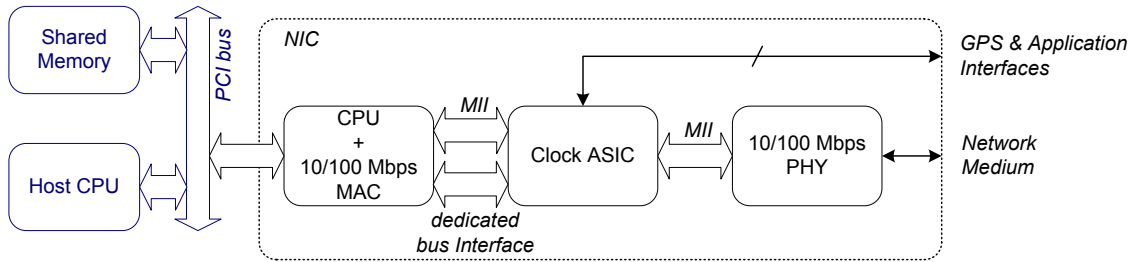 Shared
Memory
Host CPU
PCI bus
NIC
CPU
+
10/100 Mbps
MAC
MII
dedicated
bus Interface
Clock ASIC
MII
10/100 Mbps
PHY
GPS & Application
Interfaces
Network
Medium